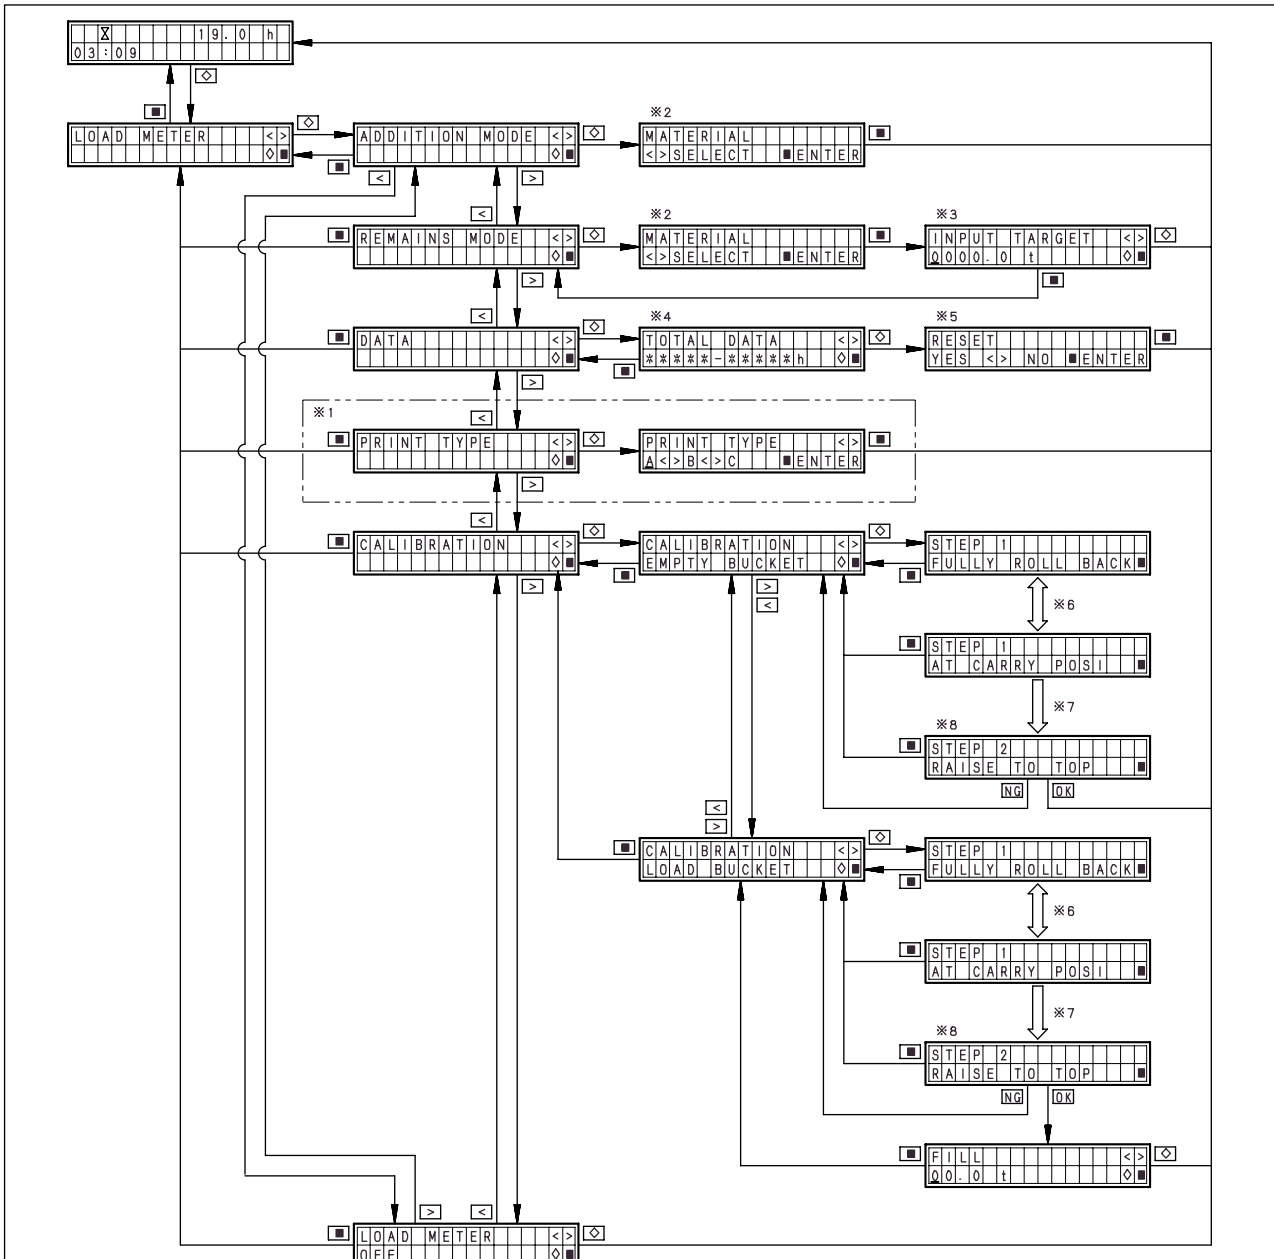 19.0 h
03:09
LOAD METER <>
◇■
ADDITION MODE <>
◇■
※2
MATERIAL
<>SELECT ■ENTER
REMAINS MODE <>
◇■
※2
MATERIAL
<>SELECT ■ENTER
※3
INPUT TARGET <>
0000.0 t ◇■
DATA <>
◇■
※4
TOTAL DATA <>
*****-*****h ◇■
※5
RESET
YES <> NO ■ENTER
※1
PRINT TYPE <>
◇■
PRINT TYPE <>
A<>B<>C ■ENTER
CALIBRATION <>
◇■
CALIBRATION <>
EMPTY BUCKET ◇■
STEP 1
FULLY ROLL BACK■
※6
STEP 1
AT CARRY POSI ■
※7
※8
STEP 2
RAISE TO TOP ■
NG OK
CALIBRATION <>
LOAD BUCKET ◇■
STEP 1
FULLY ROLL BACK■
※6
STEP 1
AT CARRY POSI ■
※7
※8
STEP 2
RAISE TO TOP ■
NG OK
FILL <>
00.0 t ◇■
LOAD METER <>
OFF ◇■